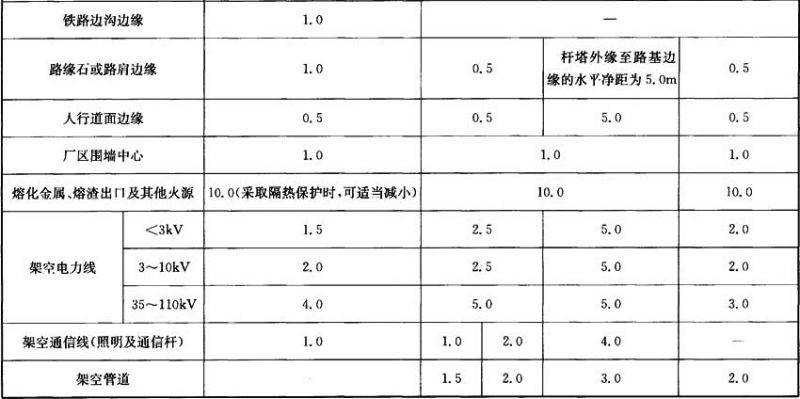 铁路边沟边缘 1.0 —
路缘石或路肩边缘 1.0 0.5 杆塔外缘至路基边 0.5
缘的水平净距为5.0m
人行道面边缘 0.5 0.5 5.0 0.5
厂区围墙中心 1.0 1.0 1.0
熔化金属、熔渣出口及其他火源 10.0(采取隔热保护时,可适当减小) 10.0 10.0
架空电力线 <3kV 1.5 2.5 5.0 2.0
3~10kV 2.0 2.5 5.0 2.0
35~110kV 4.0 5.0 5.0 3.0
架空通信线(照明及通信杆) 1.0 1.0 2.0 4.0 —
架空管道 - 1.5 2.0 3.0 2.0